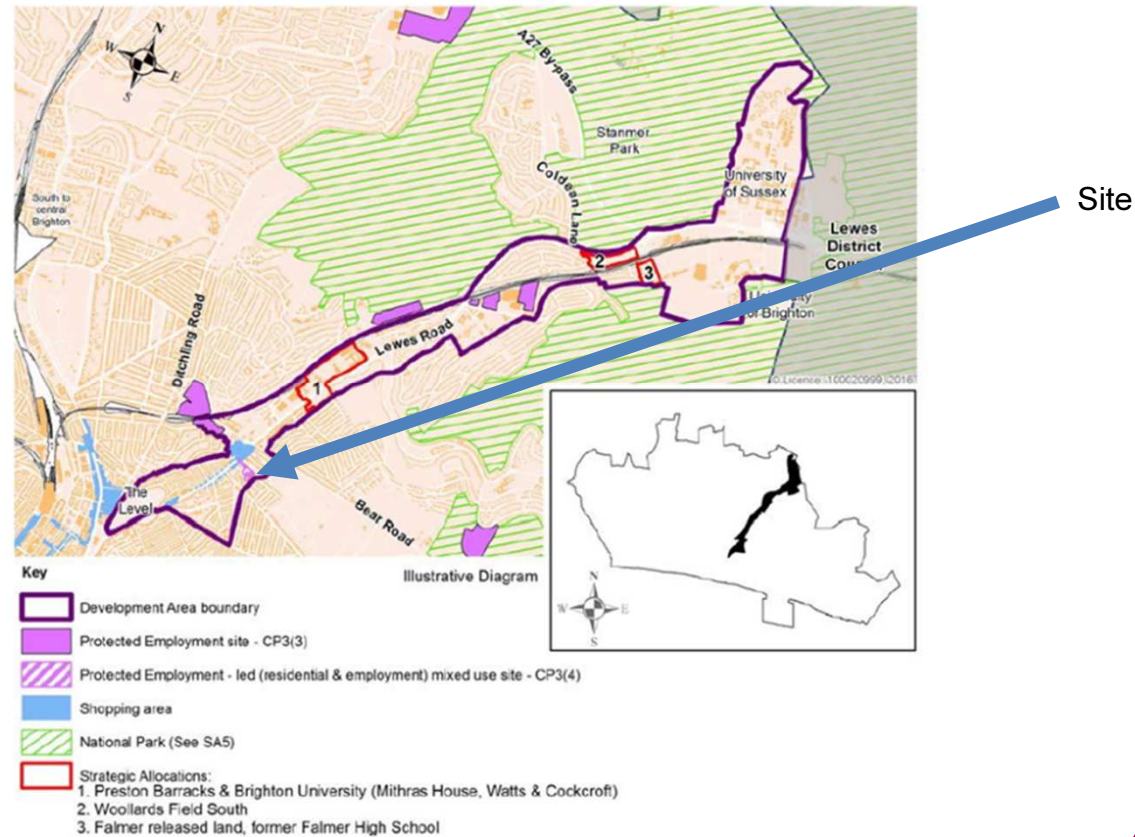 N
W
E
S
A27 By-pass
Stanmer
Park
South to
central
Brighton
Coldean Lane
University
of Sussex
Site
Lewes
District
2
3
of Brighton
Ditchling Road
Lewes Road
1
© Licence: 100020999, 2016
The
Level
Bear Road
Key
Illustrative Diagram
N
W
E
S
Development Area boundary
Protected Employment site - CP3(3)
Protected Employment - led (residential & employment) mixed use site - CP3(4)
Shopping area
National Park (See SA5)
Strategic Allocations:
1. Preston Barracks & Brighton University (Mithras House, Watts & Cockcroft)
2. Woollards Field South
3. Falmer released land, former Falmer High School